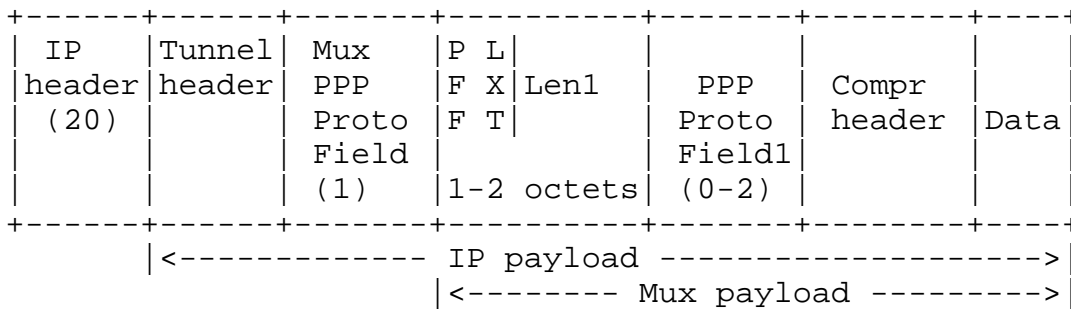 +------+------+-------+----------+-------+--------+----+
| IP   |Tunnel| Mux   |P L|      |       |        |    |
|header|header| PPP   |F X|Len1  |  PPP  | Compr  |    |
| (20) |      | Proto |F T|      | Proto | header |Data|
|      |      | Field |          | Field1|        |    |
|      |      | (1)   |1-2 octets| (0-2) |        |    |
+------+------+-------+----------+-------+--------+----+
       |<------------- IP payload -------------------->|
                     |<-------- Mux payload --------->|